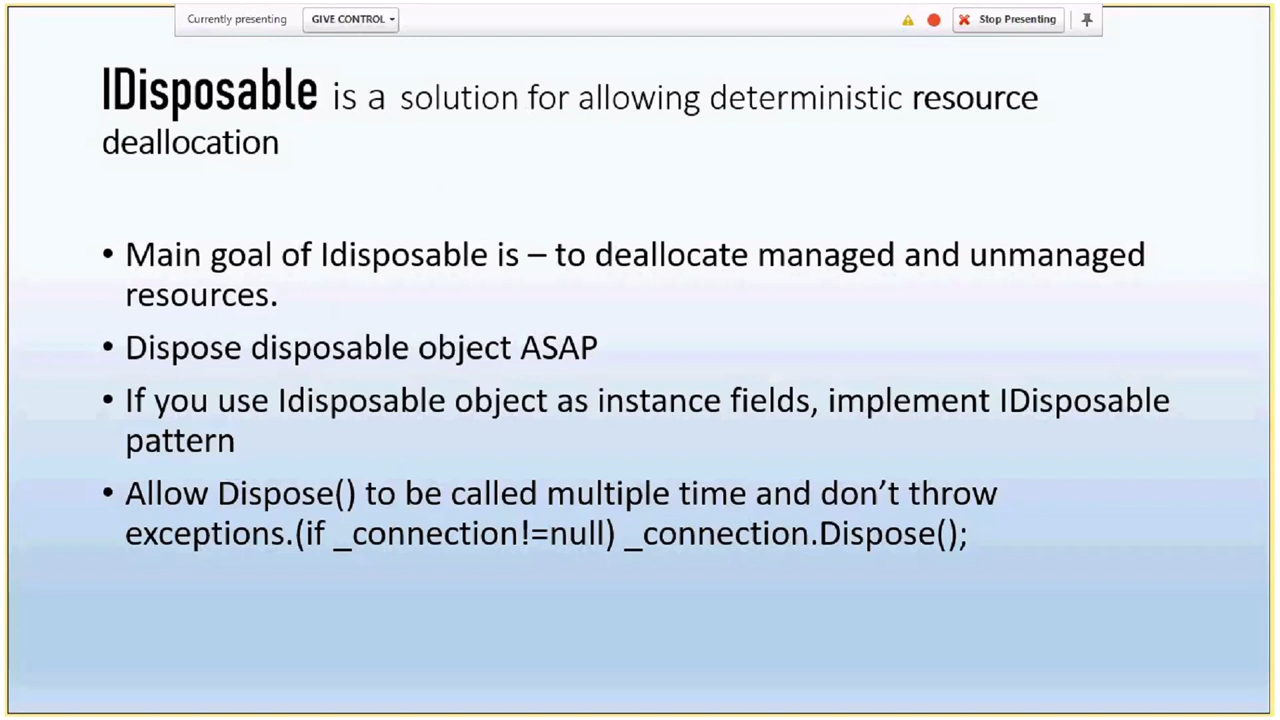 Currently presenting GIVE CONTROL Stop Presenting
IDisposable is a solution for allowing deterministic resource
deallocation
• Main goal of Idisposable is – to deallocate managed and unmanaged
resources.
• Dispose disposable object ASAP
• If you use Idisposable object as instance fields, implement IDisposable
pattern
• Allow Dispose() to be called multiple time and don’t throw
exceptions.(if _connection!=null) _connection.Dispose();